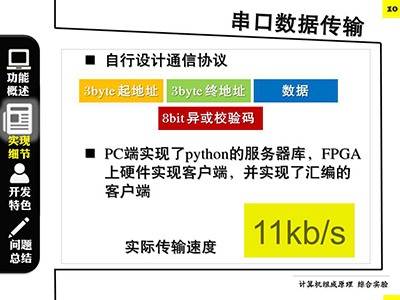 10
串口数据传输
功能
概述
实现
细节
开发
特色
问题
总结
■ 自行设计通信协议
3byte 起地址
3byte 终地址
数据
8bit 异或校验码
■ PC端实现了python的服务器库，FPGA
上硬件实现客户端，并实现了汇编的
客户端
实际传输速度
11kb/s
计算机组成原理 综合实验